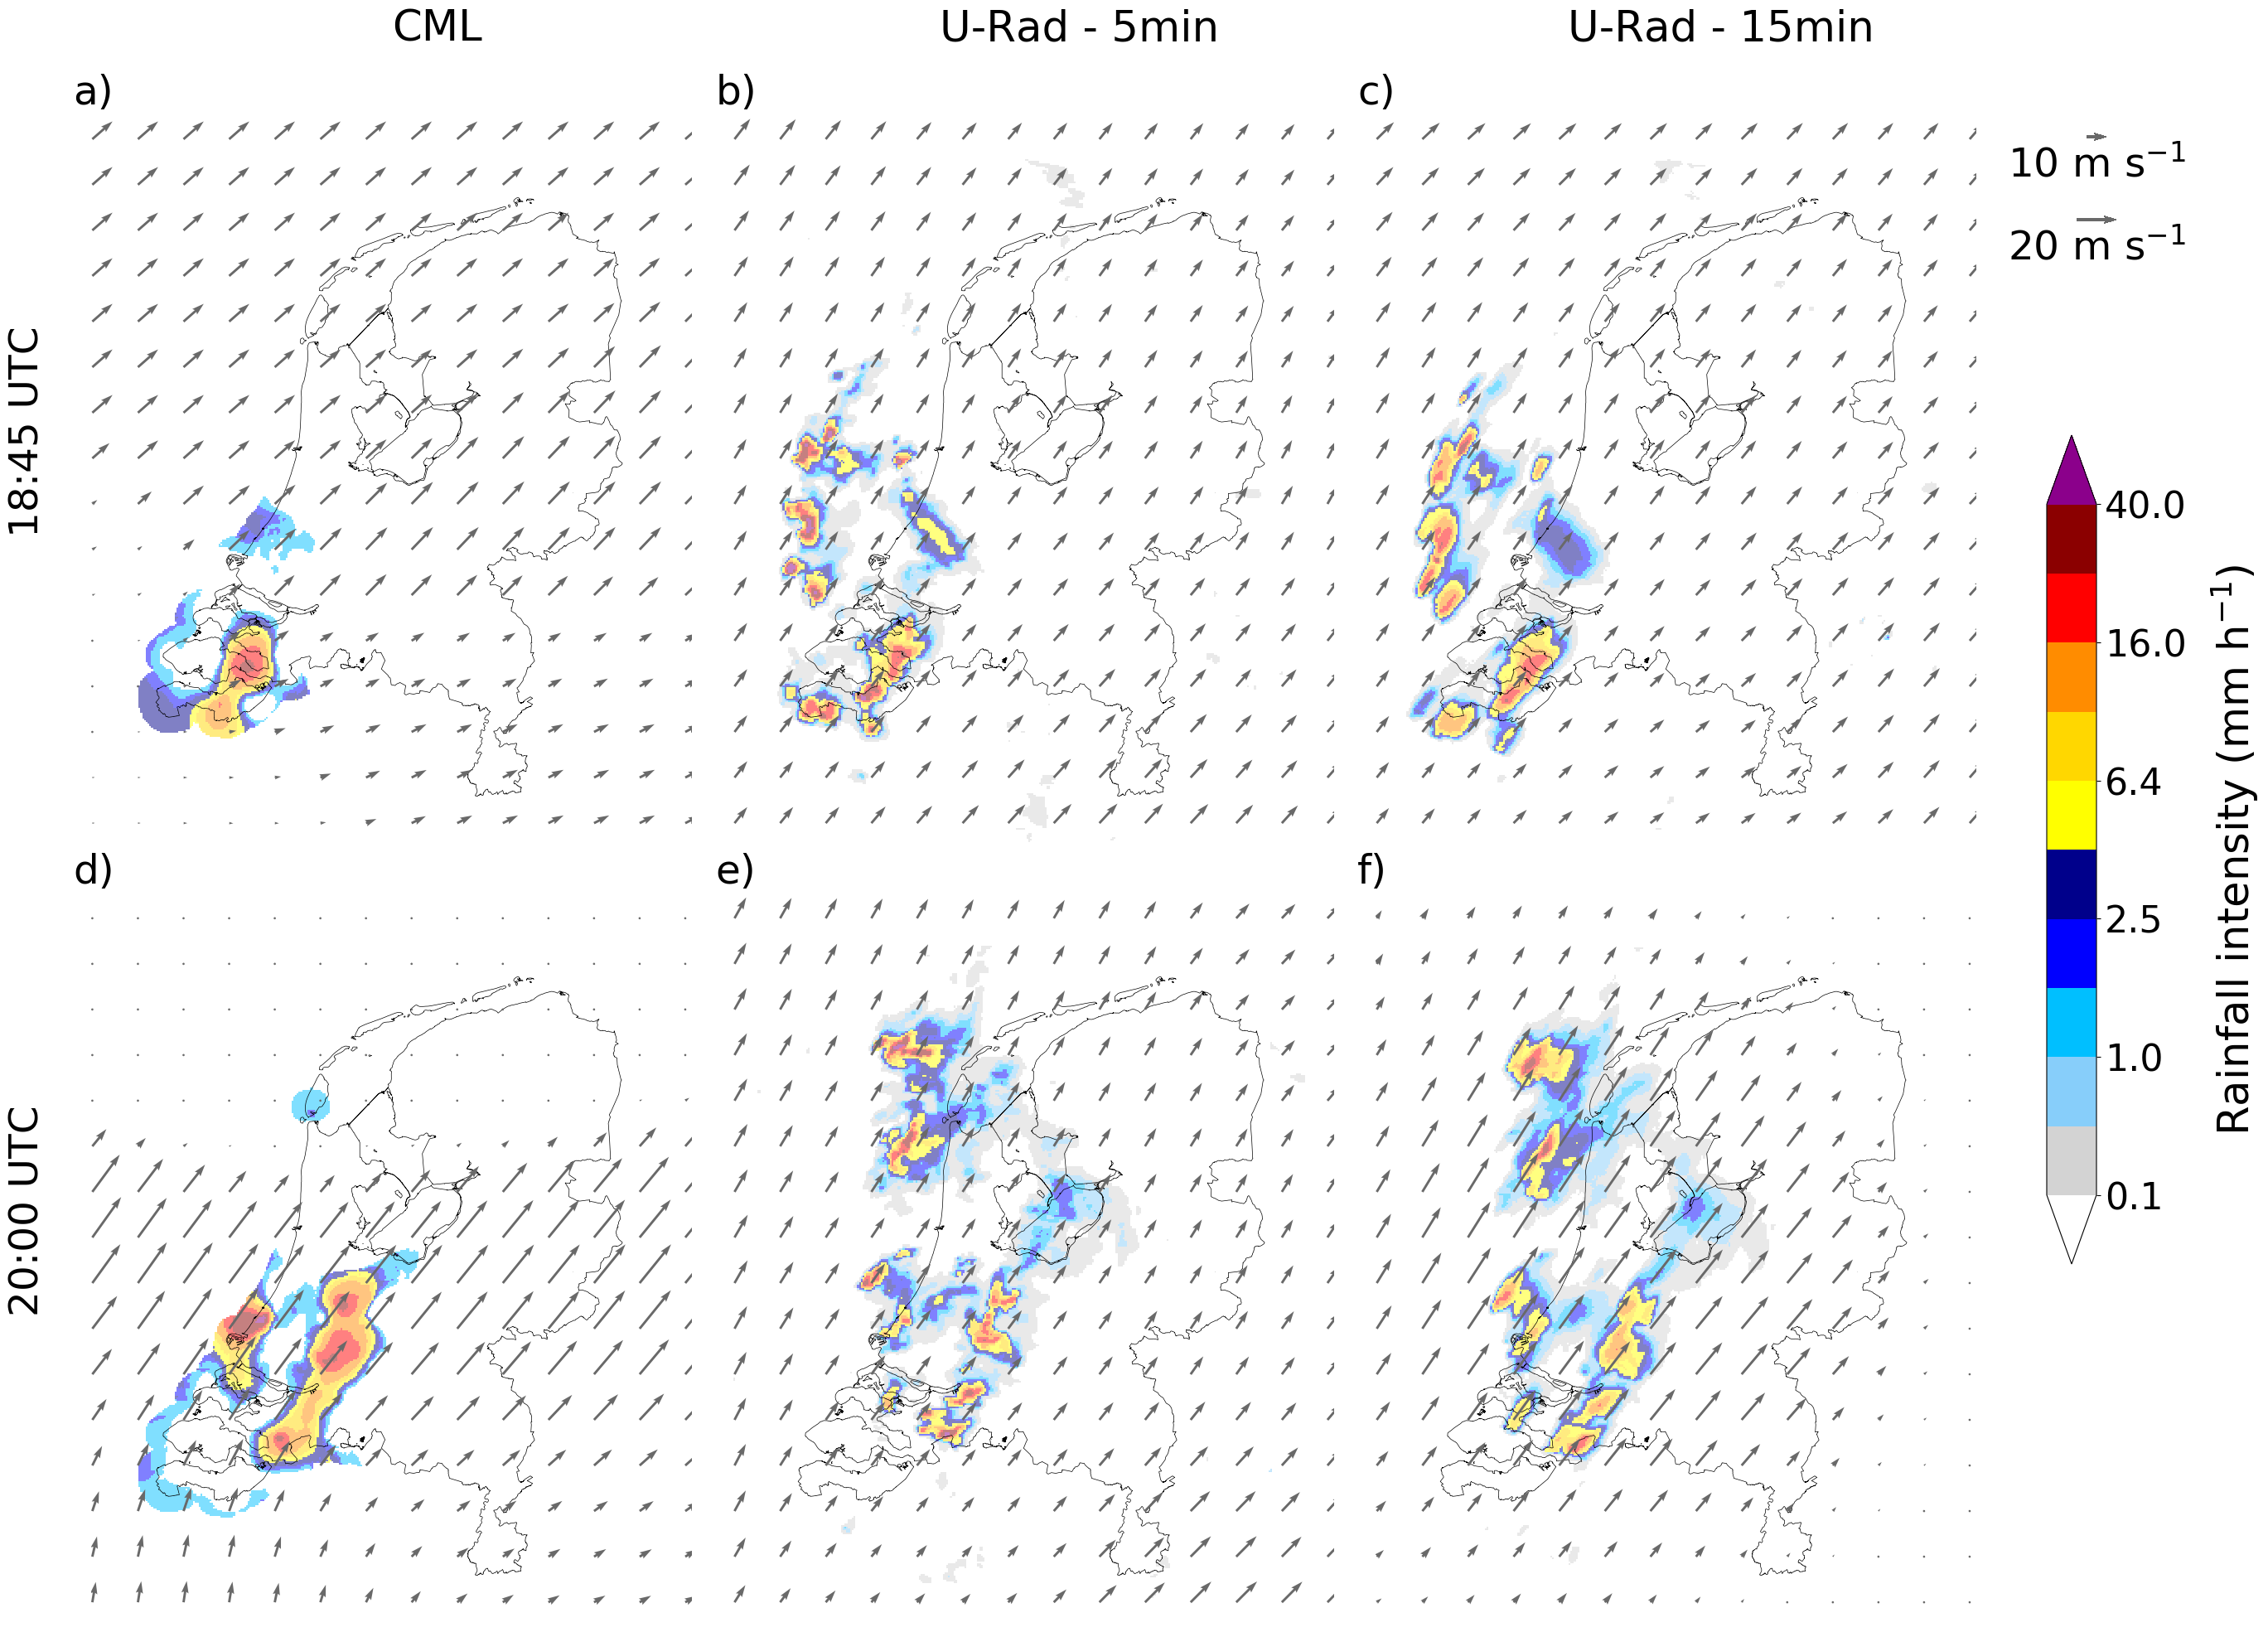 CML
U-Rad - 5min
U-Rad - 15min
a)
b)
c)
10 m s⁻¹
20 m s⁻¹
18:45 UTC
40.0
16.0
6.4
2.5
1.0
0.1
Rainfall intensity (mm h⁻¹)
d)
e)
f)
20:00 UTC